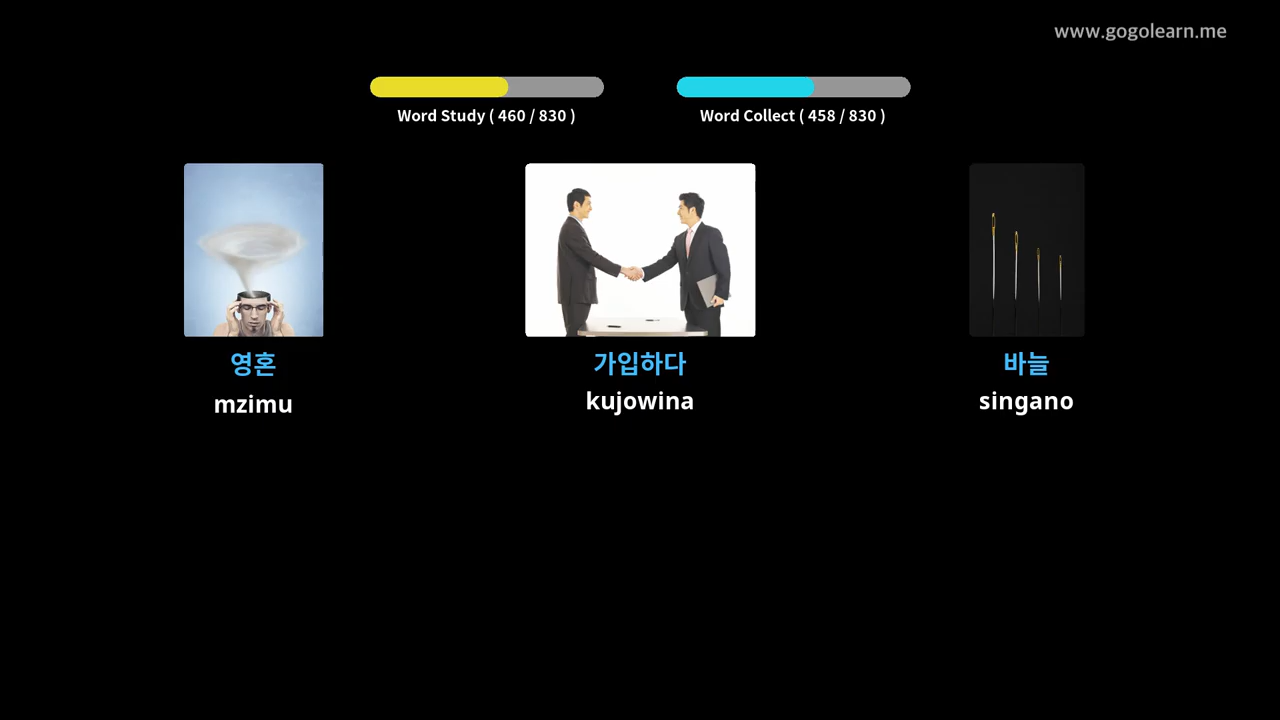 www.gogolearn.me
Word Study ( 460 / 830 )
Word Collect ( 458 / 830 )
영혼
mzimu
가입하다
kujowina
바늘
singano